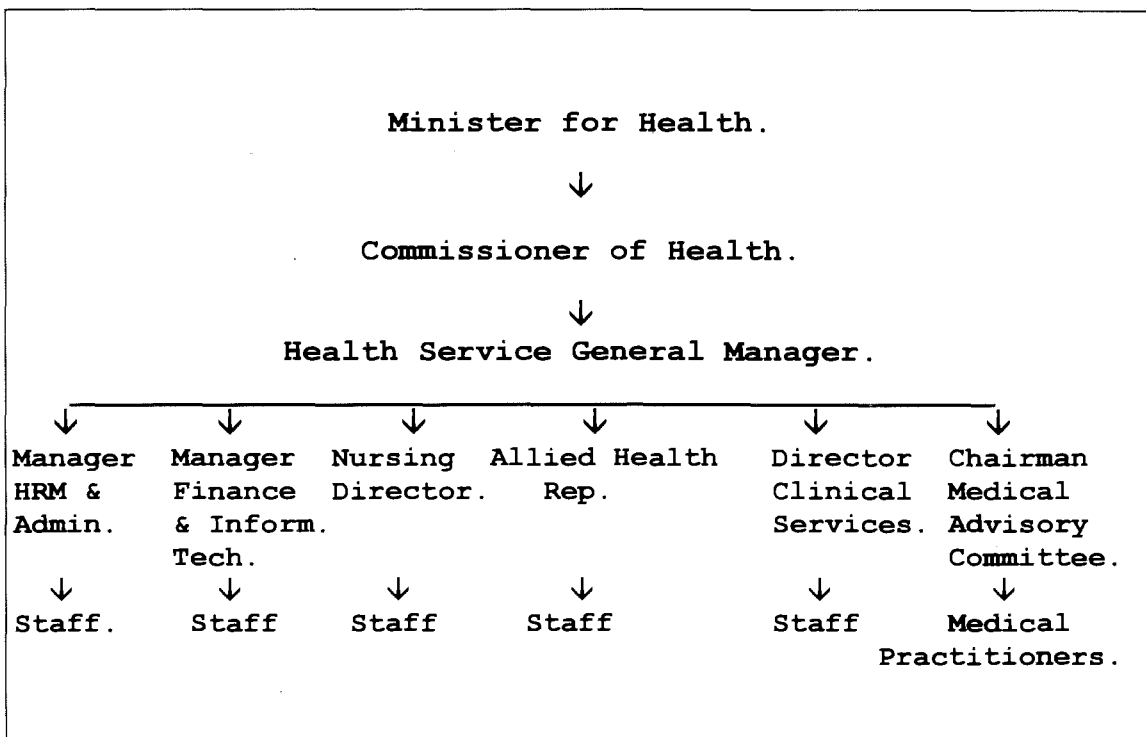 Minister for Health.
↓
Commissioner of Health.
↓
Health Service General Manager.
↓ ↓ ↓ ↓ ↓ ↓
Manager Manager Nursing Allied Health Director Chairman
HRM & Finance Director. Rep. Clinical Medical
Admin. & Inform. Services. Advisory
Tech. Committee.
↓ ↓ ↓ ↓ ↓ ↓
Staff. Staff Staff Staff Staff Medical
Practitioners.